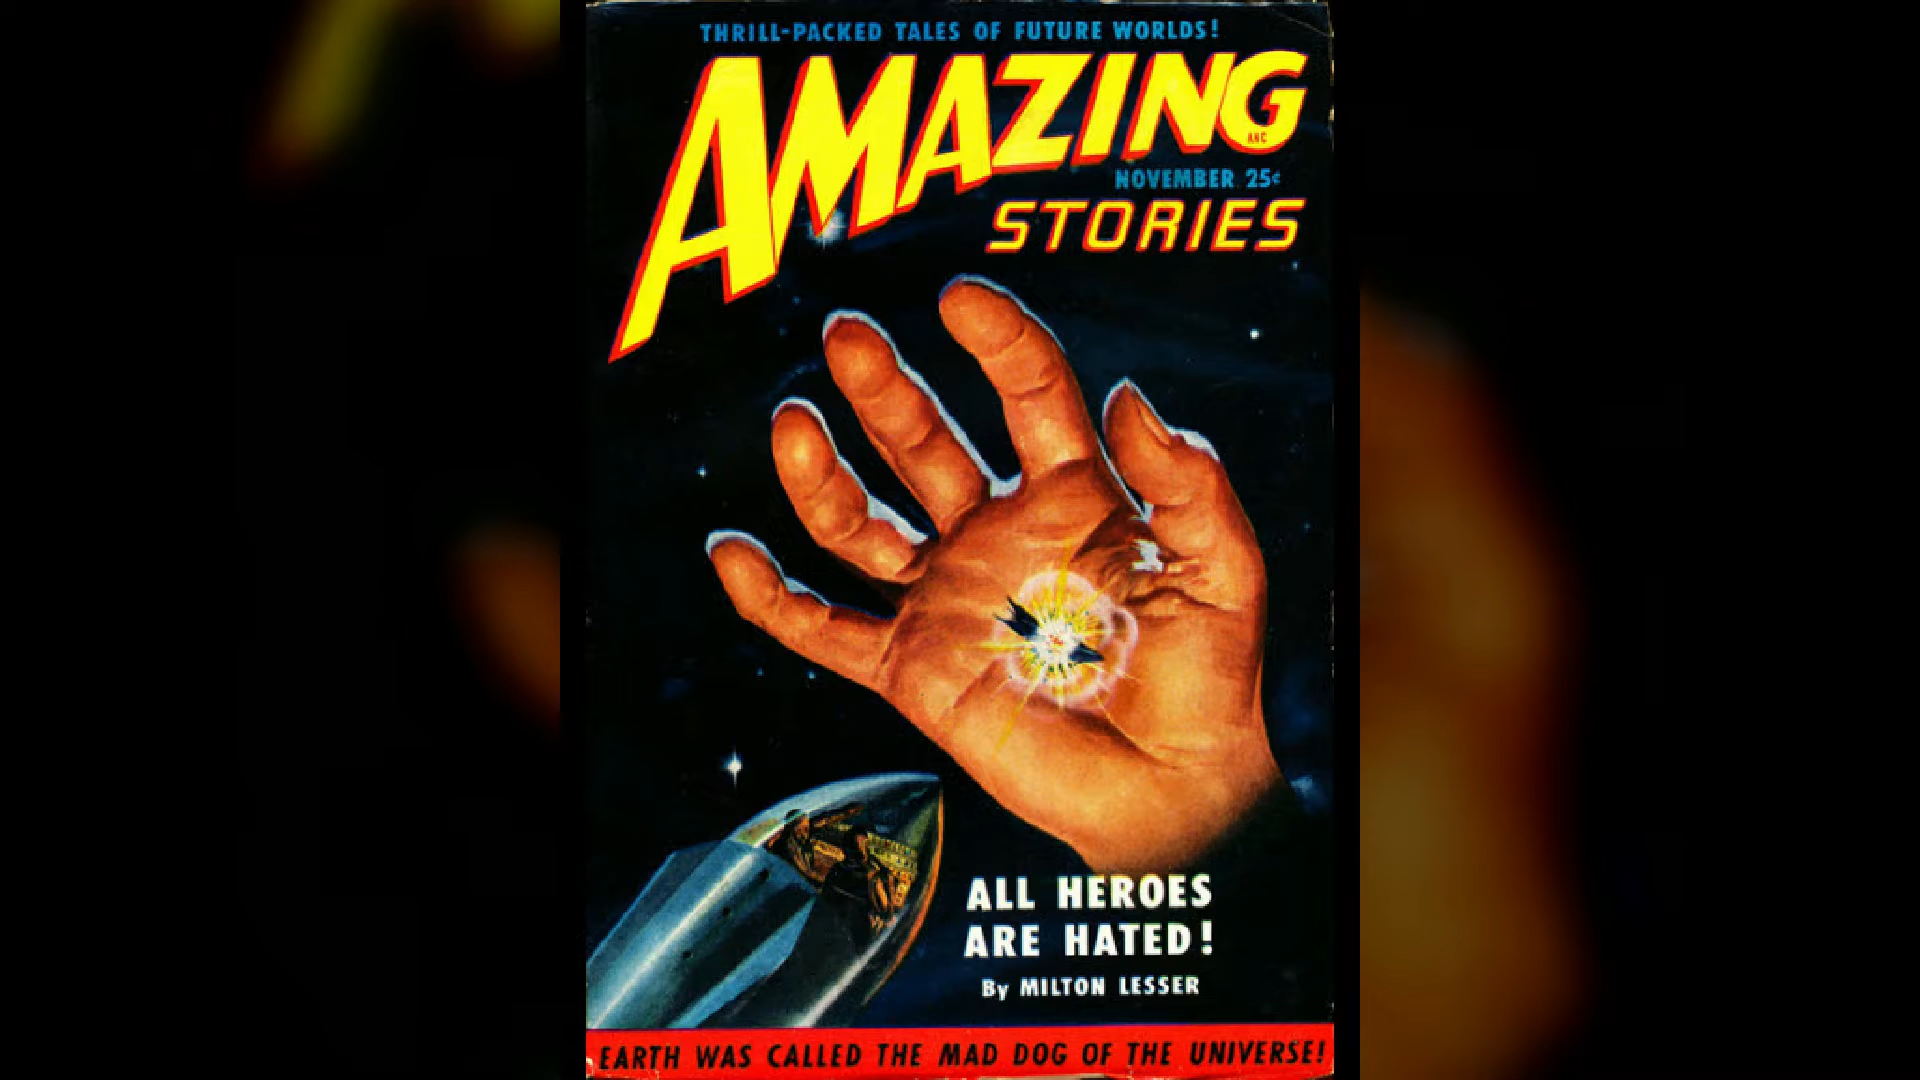 THRILL-PACKED TALES OF FUTURE WORLDS!
AMAZING
NOVEMBER 25¢
STORIES
ALL HEROES
ARE HATED!
By MILTON LESSER
EARTH WAS CALLED THE MAD DOG OF THE UNIVERSE!